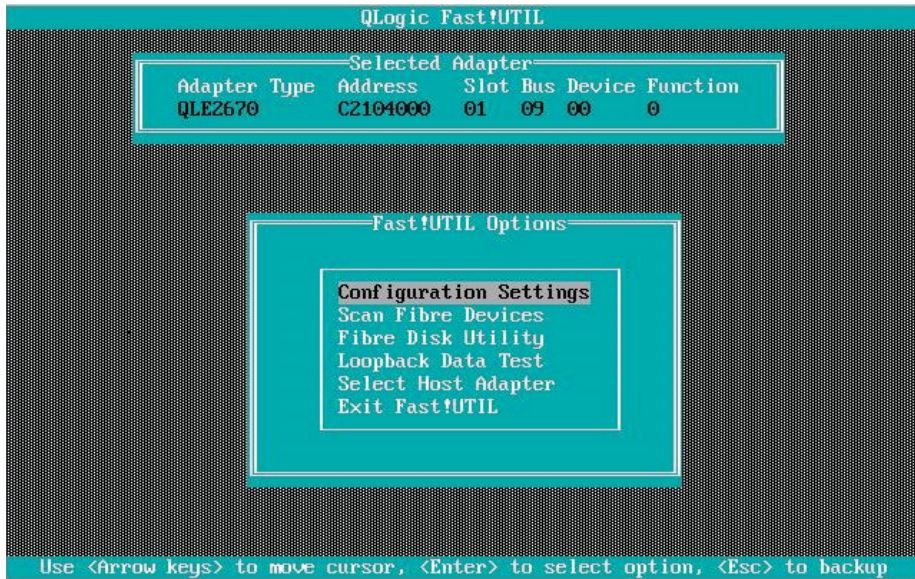 QLogic Fast!UTIL
Selected Adapter
Adapter Type Address Slot Bus Device Function
QLE2670 C2104000 01 09 00 0
Fast!UTIL Options
Configuration Settings
Scan Fibre Devices
Fibre Disk Utility
Loopback Data Test
Select Host Adapter
Exit Fast!UTIL
Use <Arrow keys> to move cursor, <Enter> to select option, <Esc> to backup